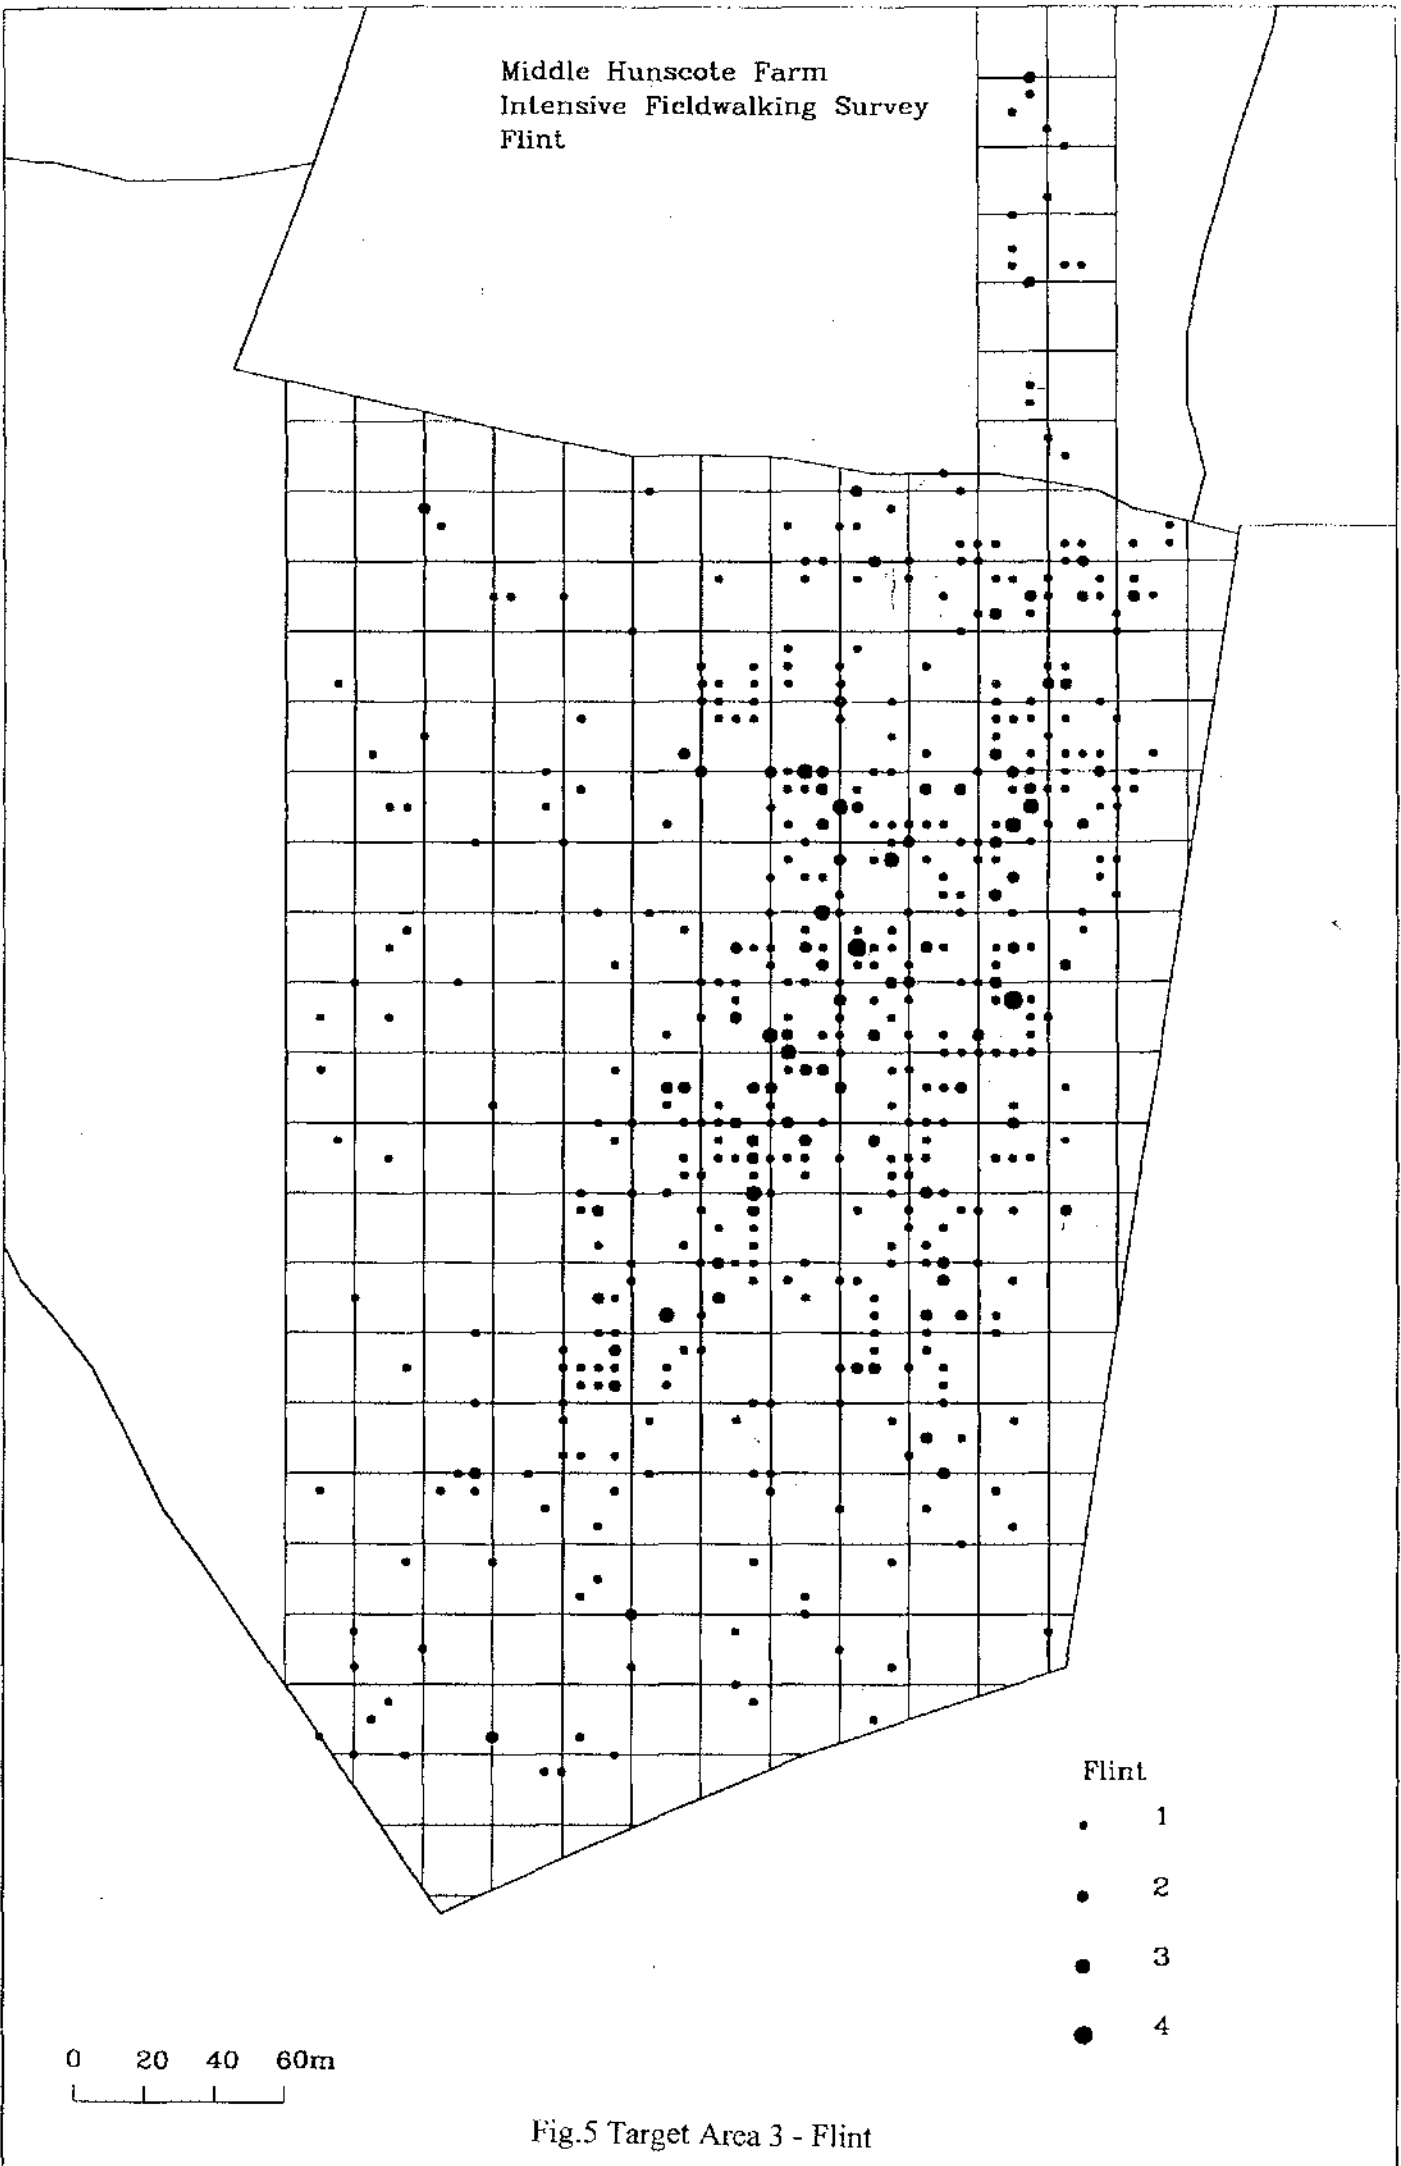 Middle Hunscote Farm
Intensive Fieldwalking Survey
Flint
Flint
1
2
3
4
0 20 40 60m
Fig.5 Target Area 3 - Flint